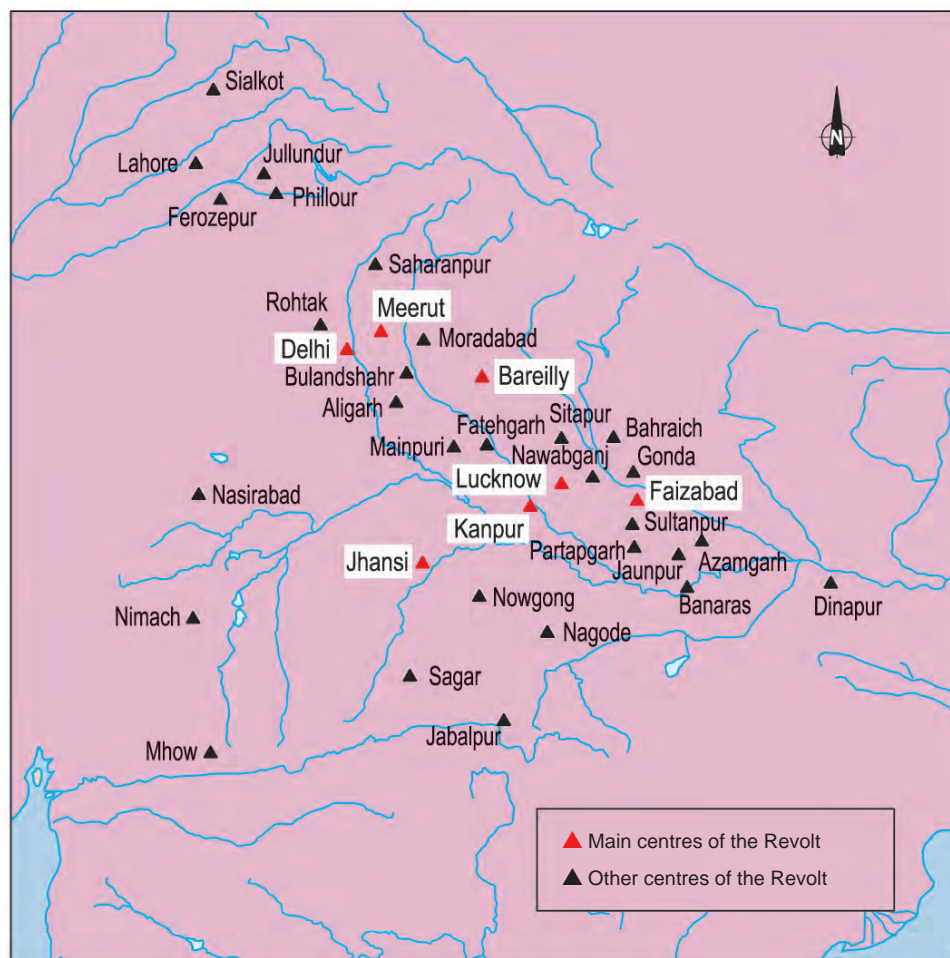 Sialkot
N
Lahore
Jullundur
Phillour
Ferozepur
Saharanpur
Rohtak
Meerut
Delhi
Moradabad
Bulandshahr
Bareilly
Aligarh
Sitapur
Fatehgarh
Bahraich
Mainpuri
Nawabganj
Gonda
Lucknow
Faizabad
Nasirabad
Kanpur
Sultanpur
Partapgarh
Jhansi
Azamgarh
Jaunpur
Banaras
Dinapur
Nowgong
Nimach
Nagode
Sagar
Jabalpur
Mhow
Main centres of the Revolt
Other centres of the Revolt